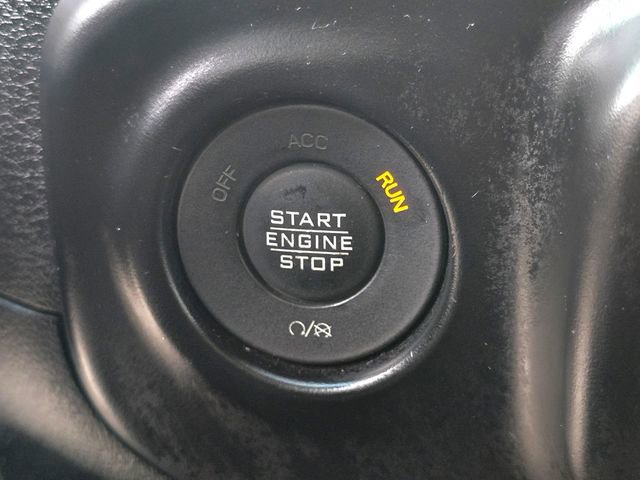 OFF
ACC
RUN
START
ENGINE
STOP